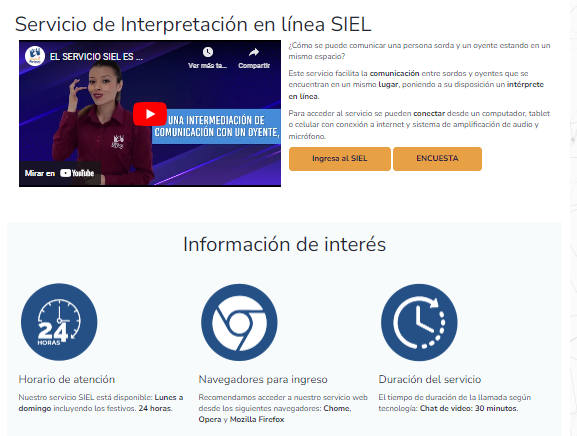 Servicio de Interpretación en línea SIEL
EL SERVICIO SIEL ES ...
Ver más ta...
Compartir
UNA INTERMEDIACIÓN DE
COMUNICACIÓN CON UN OYENTE,
Mirar en YouTube
¿Cómo se puede comunicar una persona sorda y un oyente estando en un
mismo espacio?
Este servicio facilita la comunicación entre sordos y oyentes que se
encuentran en un mismo lugar, poniendo a su disposición un intérprete
en línea.
Para acceder al servicio se pueden conectar desde un computador, tablet
o celular con conexión a internet y sistema de amplificación de audio y
micrófono.
Ingresa al SIEL
ENCUESTA
Información de interés
24
HORAS
Horario de atención
Nuestro servicio SIEL está disponible: Lunes a
domingo incluyendo los festivos. 24 horas.
Navegadores para ingreso
Recomendamos acceder a nuestro servicio web
desde los siguientes navegadores: Chome,
Opera y Mozilla Firefox
Duración del servicio
El tiempo de duración de la llamada según
tecnología: Chat de video: 30 minutos.